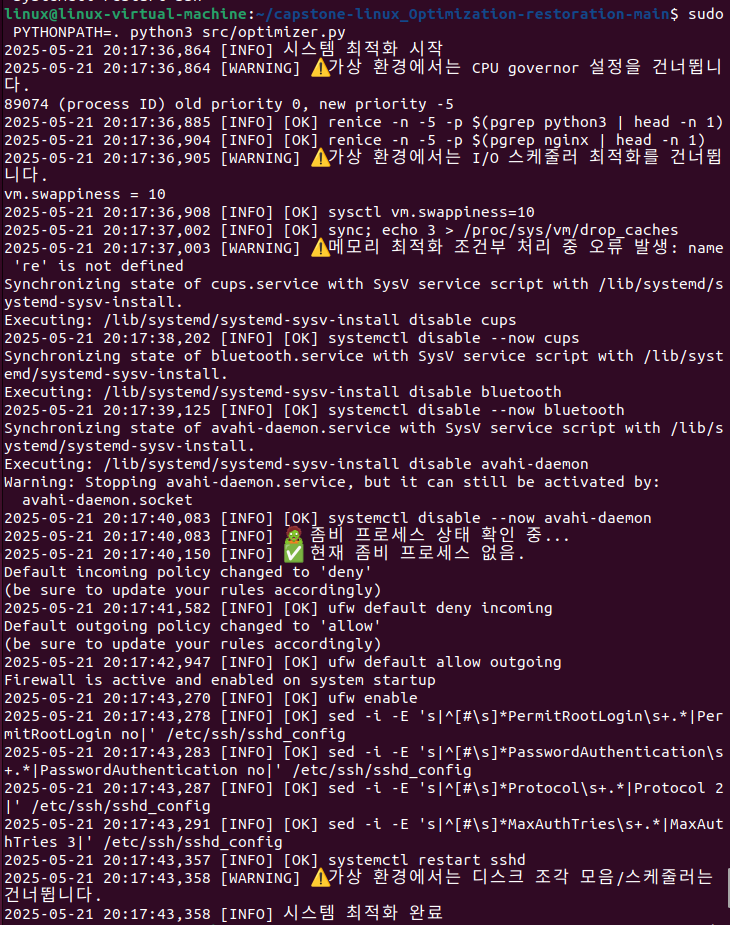 linux@linux-virtual-machine:~/capstone-linux_Optimization-restoration-main$ sudo
 PYTHONPATH=. python3 src/optimizer.py
2025-05-21 20:17:36,864 [INFO] 시스템 최적화 시작
2025-05-21 20:17:36,864 [WARNING] ⚠️가상 환경에서는 CPU governor 설정을 건너뜁니
다.
89074 (process ID) old priority 0, new priority -5
2025-05-21 20:17:36,885 [INFO] [OK] renice -n -5 -p $(pgrep python3 | head -n 1)
2025-05-21 20:17:36,904 [INFO] [OK] renice -n -5 -p $(pgrep nginx | head -n 1)
2025-05-21 20:17:36,905 [WARNING] ⚠️가상 환경에서는 I/O 스케줄러 최적화를 건너뜁
니다.
vm.swappiness = 10
2025-05-21 20:17:36,908 [INFO] [OK] sysctl vm.swappiness=10
2025-05-21 20:17:37,002 [INFO] [OK] sync; echo 3 > /proc/sys/vm/drop_caches
2025-05-21 20:17:37,003 [WARNING] ⚠️메모리 최적화 조건부 처리 중 오류 발생: name
 're' is not defined
Synchronizing state of cups.service with SysV service script with /lib/systemd/s
ystemd-sysv-install.
Executing: /lib/systemd/systemd-sysv-install disable cups
2025-05-21 20:17:38,202 [INFO] [OK] systemctl disable --now cups
Synchronizing state of bluetooth.service with SysV service script with /lib/syst
emd/systemd-sysv-install.
Executing: /lib/systemd/systemd-sysv-install disable bluetooth
2025-05-21 20:17:39,125 [INFO] [OK] systemctl disable --now bluetooth
Synchronizing state of avahi-daemon.service with SysV service script with /lib/s
ystemd/systemd-sysv-install.
Executing: /lib/systemd/systemd-sysv-install disable avahi-daemon
Warning: Stopping avahi-daemon.service, but it can still be activated by:
  avahi-daemon.socket
2025-05-21 20:17:40,083 [INFO] [OK] systemctl disable --now avahi-daemon
2025-05-21 20:17:40,083 [INFO] 🧟 좀비 프로세스 상태 확인 중...
2025-05-21 20:17:40,150 [INFO] ✅ 현재 좀비 프로세스 없음.
Default incoming policy changed to 'deny'
(be sure to update your rules accordingly)
2025-05-21 20:17:41,582 [INFO] [OK] ufw default deny incoming
Default outgoing policy changed to 'allow'
(be sure to update your rules accordingly)
2025-05-21 20:17:42,947 [INFO] [OK] ufw default allow outgoing
Firewall is active and enabled on system startup
2025-05-21 20:17:43,270 [INFO] [OK] ufw enable
2025-05-21 20:17:43,278 [INFO] [OK] sed -i -E 's|^[#\s]*PermitRootLogin\s+.*|Per
mitRootLogin no|' /etc/ssh/sshd_config
2025-05-21 20:17:43,283 [INFO] [OK] sed -i -E 's|^[#\s]*PasswordAuthentication\s
+.*|PasswordAuthentication no|' /etc/ssh/sshd_config
2025-05-21 20:17:43,287 [INFO] [OK] sed -i -E 's|^[#\s]*Protocol\s+.*|Protocol 2
|' /etc/ssh/sshd_config
2025-05-21 20:17:43,291 [INFO] [OK] sed -i -E 's|^[#\s]*MaxAuthTries\s+.*|MaxAut
hTries 3|' /etc/ssh/sshd_config
2025-05-21 20:17:43,357 [INFO] [OK] systemctl restart sshd
2025-05-21 20:17:43,358 [WARNING] ⚠️가상 환경에서는 디스크 조각 모음/스케줄러는
건너뜁니다.
2025-05-21 20:17:43,358 [INFO] 시스템 최적화 완료